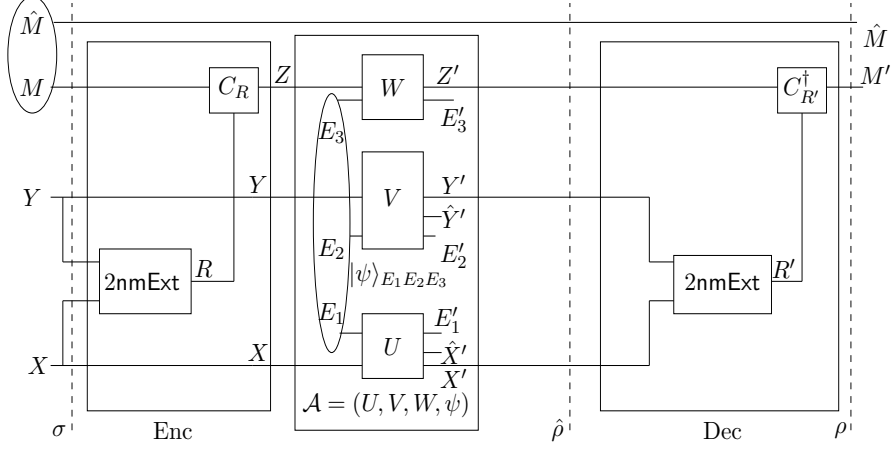 M̂
M̂
M
C_R
Z
W
Z′
C†_{R′}
M′
E_3
E′_3
Y
Y
V
Y′
Ŷ′
E_2
E′_2
2nmExt
R
|ψ⟩_{E_1E_2E_3}
2nmExt
R′
E_1
E′_1
U
X̂′
X
X
X′
𝒜 = (U, V, W, ψ)
σ
Enc
ρ̂
Dec
ρ